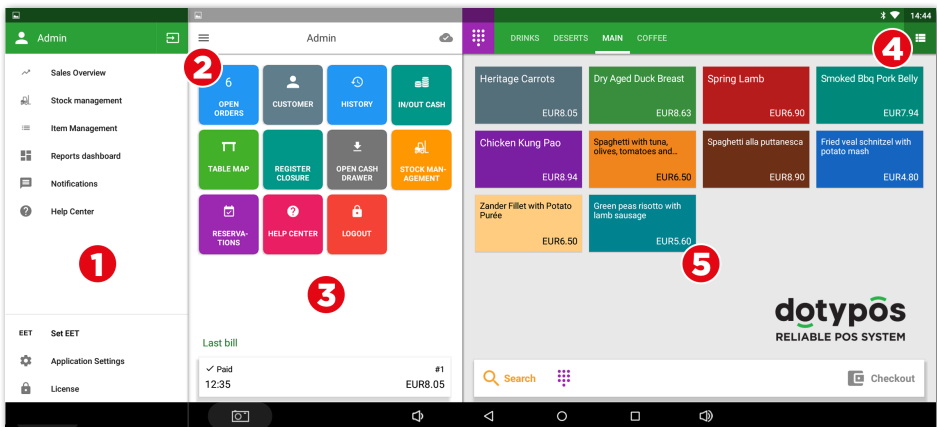 14:44
Admin
Sales Overview
Stock management
Item Management
Reports dashboard
Notifications
Help Center
1
EET Set EET
Application Settings
License
Admin
2
6
OPEN
ORDERS
CUSTOMER
HISTORY
IN/OUT CASH
TABLE MAP
REGISTER
CLOSURE
OPEN CASH
DRAWER
STOCK MAN-
AGEMENT
RESERVA-
TIONS
HELP CENTER
LOGOUT
3
Last bill
✓ Paid #1
12:35 EUR8.05
DRINKS DESERTS MAIN COFFEE
4
Heritage Carrots
EUR8.05
Dry Aged Duck Breast
EUR8.63
Spring Lamb
EUR6.90
Smoked Bbq Pork Belly
EUR7.94
Chicken Kung Pao
EUR8.94
Spaghetti with tuna,
olives, tomatoes and...
EUR6.50
Spaghetti alla puttanesca
EUR8.90
Fried veal schnitzel with
potato mash
EUR4.80
Zander Fillet with Potato
Purée
EUR6.50
Green peas risotto with
lamb sausage
EUR5.60
5
dotypos
RELIABLE POS SYSTEM
Search
Checkout